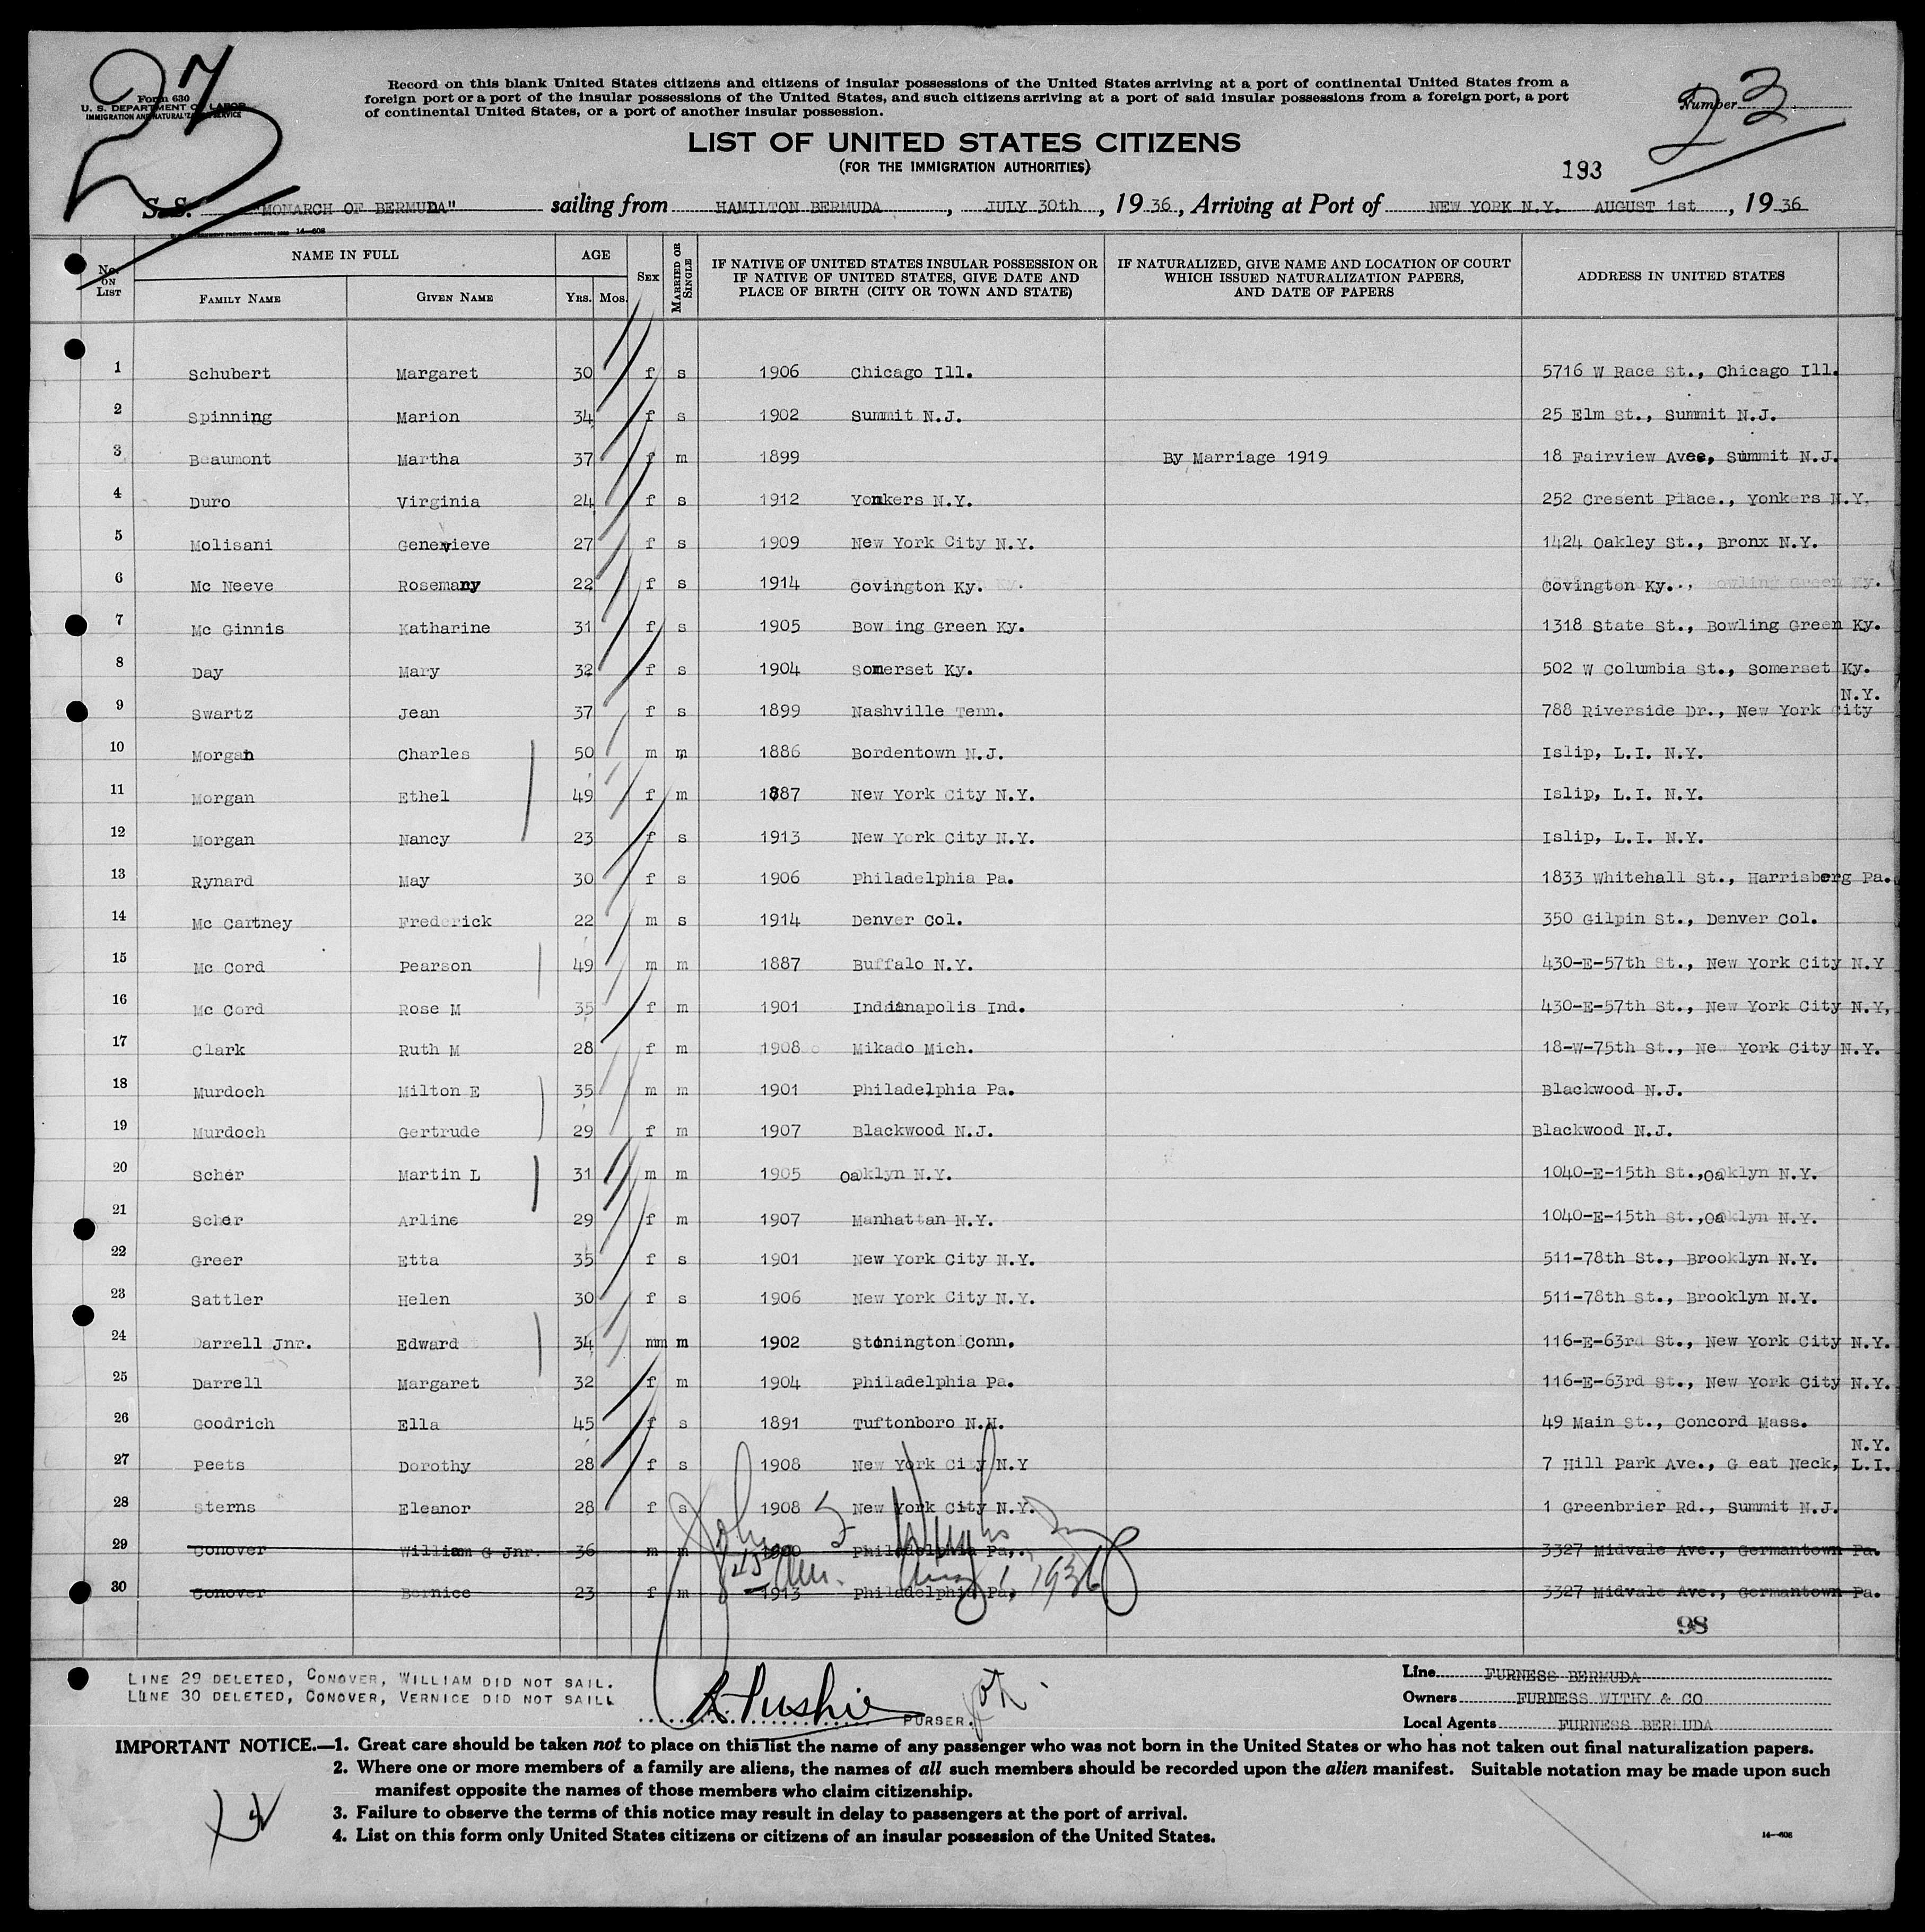 27
Form 630
U. S. DEPARTMENT OF LABOR
IMMIGRATION AND NATURALIZATION SERVICE
Record on this blank United States citizens and citizens of insular possessions of the United States arriving at a port of continental United States from a
foreign port or a port of the insular possessions of the United States, and such citizens arriving at a port of said insular possessions from a foreign port, a port
of continental United States, or a port of another insular possession.
Number 23
LIST OF UNITED STATES CITIZENS
(FOR THE IMMIGRATION AUTHORITIES)
193
S. S. "MONARCH OF BERMUDA" sailing from HAMILTON BERMUDA, JULY 30th, 1936, Arriving at Port of NEW YORK N.Y. AUGUST 1st, 1936
No. ON LIST NAME IN FULL FAMILY NAME GIVEN NAME AGE YRS. MOS. SEX MARRIED OR SINGLE IF NATIVE OF UNITED STATES INSULAR POSSESSION OR IF NATIVE OF UNITED STATES, GIVE DATE AND PLACE OF BIRTH (CITY OR TOWN AND STATE) IF NATURALIZED, GIVE NAME AND LOCATION OF COURT WHICH ISSUED NATURALIZATION PAPERS, AND DATE OF PAPERS ADDRESS IN UNITED STATES
1 Schubert Margaret 30 f s 1906 Chicago Ill. 5716 W Race St., Chicago Ill.
2 Spinning Marion 34 f s 1902 Summit N.J. 25 Elm St., Summit N.J.
3 Beaumont Martha 37 f m 1899 By Marriage 1919 18 Fairview Avee, Summit N.J.
4 Duro Virginia 24 f s 1912 Yonkers N.Y. 252 Cresent Place., Yonkers N.Y.
5 Molisani Genevieve 27 f s 1909 New York City N.Y. 1424 Oakley St., Bronx N.Y.
6 Mc Neeve Rosemary 22 f s 1914 Covington Ky. Covington Ky.
7 Mc Ginnis Katharine 31 f s 1905 Bow ing Green Ky. 1318 State St., Bowling Green Ky.
8 Day Mary 32 f s 1904 Somerset Ky. 502 W Columbia St., Somerset Ky.
9 Swartz Jean 37 f s 1899 Nashville Tenn. 788 Riverside Dr., New York City N.Y.
10 Morgan Charles 50 m m 1886 Bordentown N.J. Islip, L.I. N.Y.
11 Morgan Ethel 49 f m 1887 New York City N.Y. Islip, L.I. N.Y.
12 Morgan Nancy 23 f s 1913 New York City N.Y. Islip, L.I. N.Y.
13 Rynard May 30 f s 1906 Philadelphia Pa. 1833 Whitehall St., Harrisberg Pa.
14 Mc Cartney Frederick 22 m s 1914 Denver Col. 350 Gilpin St., Denver Col.
15 Mc Cord Pearson 49 m m 1887 Buffalo N.Y. 430-E-57th St., New York City N.Y
16 Mc Cord Rose M 35 f m 1901 Indianapolis Ind. 430-E-57th St., New York City N.Y.
17 Clark Ruth M 28 f m 1908 Mikado Mich. 18-W-75th St., Ne York City N.Y.
18 Murdoch Milton E 35 m m 1901 Philadelphia Pa. Blackwood N.J.
19 Murdoch Gertrude 29 f m 1907 Blackwood N.J. Blackwood N.J.
20 Scher Martin L 31 m m 1905 Oaklyn N.Y. 1040-E-15th St., Oaklyn N.Y.
21 Scher Arline 29 f m 1907 Manhattan N.Y. 1040-E-15th St., Oaklyn N.Y.
22 Greer Etta 35 f s 1901 New York City N.Y. 511-78th St., Brooklyn N.Y.
23 Sattler Helen 30 f s 1906 New York City N.Y. 511-78th St., Brooklyn N.Y.
24 Darrell Jnr. Edward 34 mm m 1902 Stonington Conn. 116-E-63rd St., New York City N.Y.
25 Darrell Margaret 32 f m 1904 Philadelphia Pa. 116-E-63rd St., New York City N.Y.
26 Goodrich Ella 45 f s 1891 Tuftonboro N.H. 49 Main St., Concord Mass.
27 Peets Dorothy 28 f s 1908 New York City N.Y 7 Hill Park Ave., G eat Neck, L.I. N.Y.
28 Sterns Eleanor 28 f s 1908 New York City N.Y. 1 Greenbrier Rd., Summit N.J.
29 Conover William G Jnr. 36 m m 1900 Philadelphia Pa. 3327 Midvale Ave., Germantown Pa.
30 Conover Bernice 23 f m 1913 Philadelphia Pa. 3327 Midvale Ave., Germantown Pa.
Aug 1 1936
98
LINE 29 DELETED, CONOVER, WILLIAM DID NOT SAIL.
LINE 30 DELETED, CONOVER, VERNICE DID NOT SAIL
PURSER.
Line FURNESS BERMUDA
Owners FURNESS WITHY & CO
Local Agents FURNESS BERMUDA
IMPORTANT NOTICE.—1. Great care should be taken not to place on this list the name of any passenger who was not born in the United States or who has not taken out final naturalization papers.
2. Where one or more members of a family are aliens, the names of all such members should be recorded upon the alien manifest. Suitable notation may be made upon such
manifest opposite the names of those members who claim citizenship.
3. Failure to observe the terms of this notice may result in delay to passengers at the port of arrival.
4. List on this form only United States citizens or citizens of an insular possession of the United States.
14—608